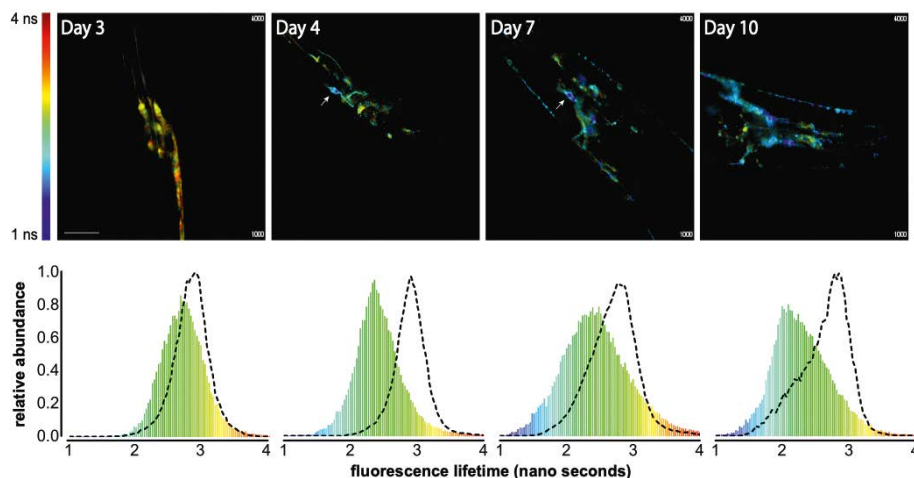 4 ns
1 ns
Day 3
4000
1000
Day 4
4000
1000
Day 7
4000
1000
Day 10
4000
1000
relative abundance
1.0
0.8
0.6
0.4
0.2
0.0
1 2 3 4
1 2 3 4
1 2 3 4
1 2 3 4
fluorescence lifetime (nano seconds)